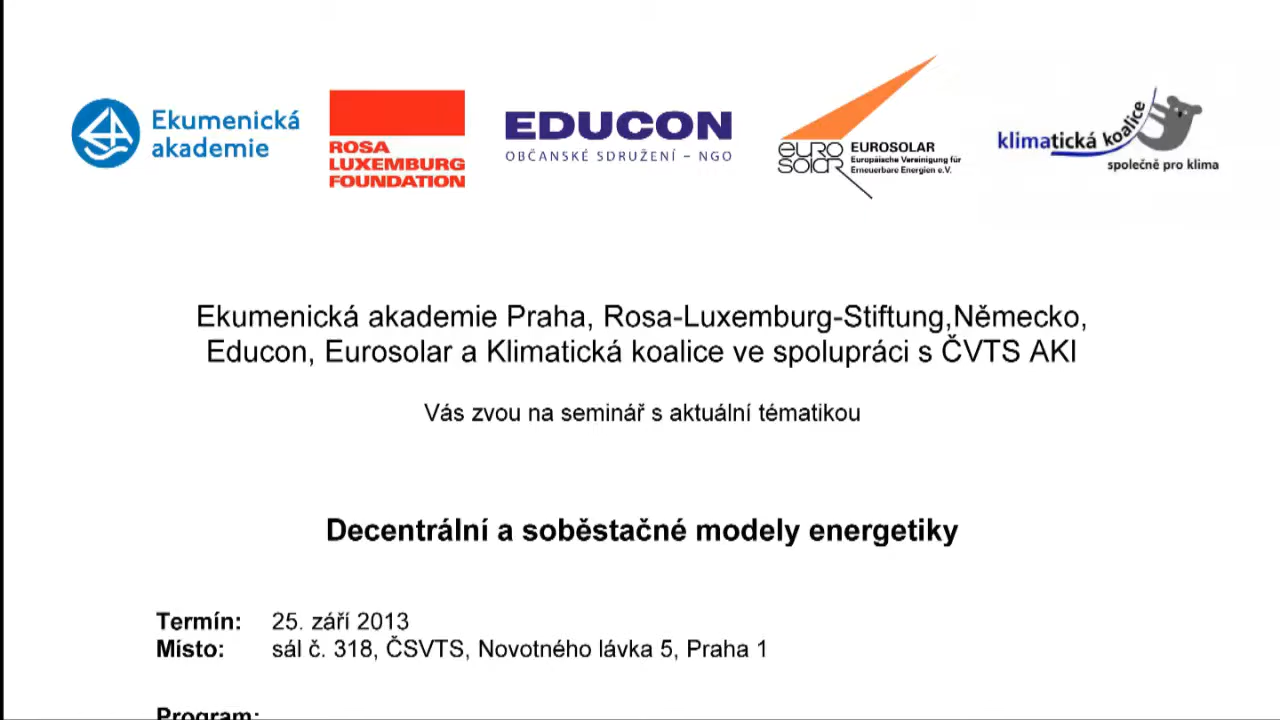 Ekumenická
akademie
ROSA
LUXEMBURG
FOUNDATION
EDUCON
OBČANSKÉ SDRUŽENÍ – NGO
EURO
SOLAR
EUROSOLAR
Europäische Vereinigung für
Erneuerbare Energien e.V.
klimatická koalice
společně pro klima
Ekumenická akademie Praha, Rosa-Luxemburg-Stiftung,Německo,
Educon, Eurosolar a Klimatická koalice ve spolupráci s ČVTS AKI
Vás zvou na seminář s aktuální tématikou
Decentrální a soběstačné modely energetiky
Termín: 25. září 2013
Místo: sál č. 318, ČSVTS, Novotného lávka 5, Praha 1
Program: